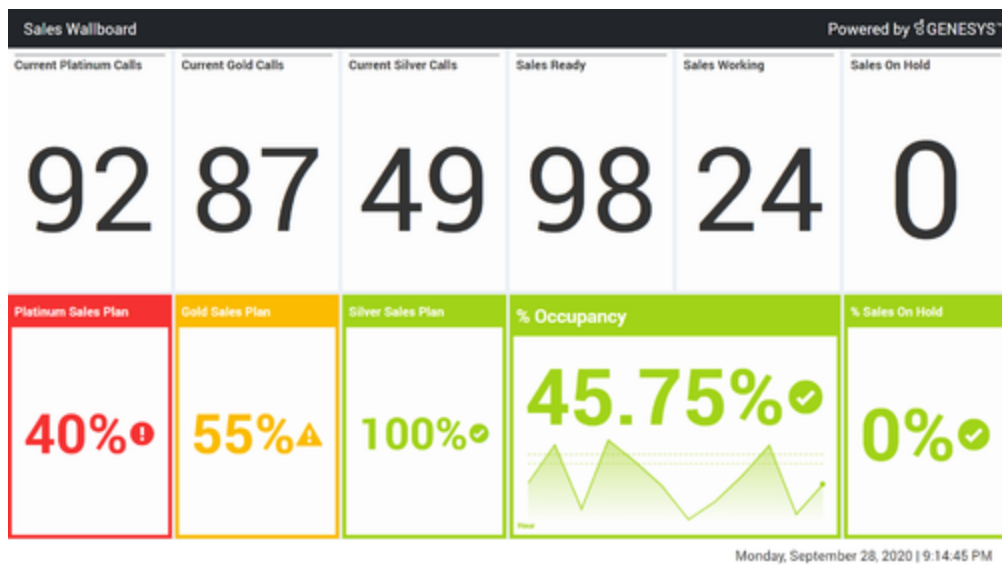 Sales Wallboard
Powered by GENESYS™
Current Platinum Calls
Current Gold Calls
Current Silver Calls
Sales Ready
Sales Working
Sales On Hold
92
87
49
98
24
0
Platinum Sales Plan
Gold Sales Plan
Silver Sales Plan
% Occupancy
% Sales On Hold
40%
55%
100%
45.75%
0%
Monday, September 28, 2020 | 9:14:45 PM